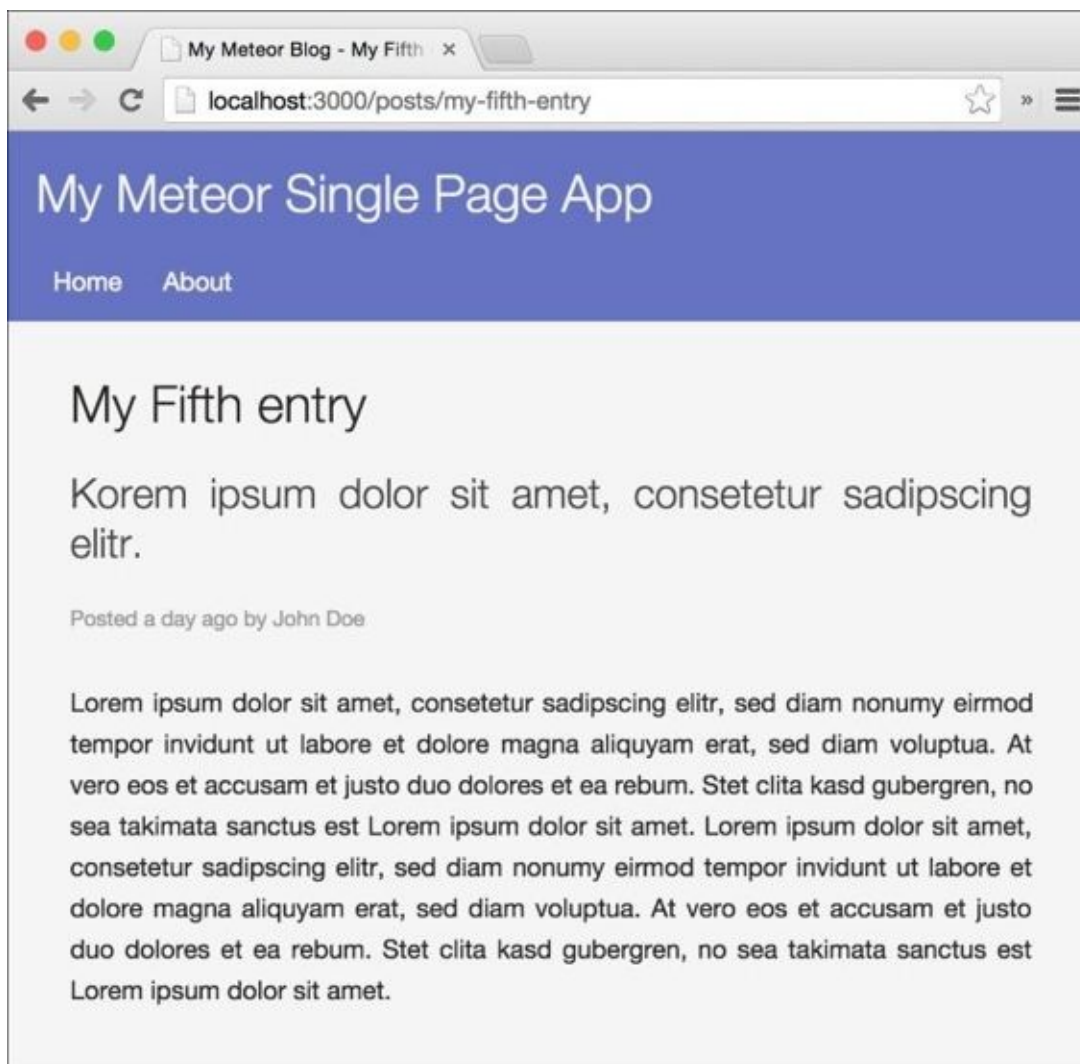 My Meteor Blog - My Fifth
localhost:3000/posts/my-fifth-entry
My Meteor Single Page App
Home About
My Fifth entry
Korem ipsum dolor sit amet, consetetur sadipscing
elitr.
Posted a day ago by John Doe
Lorem ipsum dolor sit amet, consetetur sadipscing elitr, sed diam nonumy eirmod
tempor invidunt ut labore et dolore magna aliquyam erat, sed diam voluptua. At
vero eos et accusam et justo duo dolores et ea rebum. Stet clita kasd gubergren, no
sea takimata sanctus est Lorem ipsum dolor sit amet. Lorem ipsum dolor sit amet,
consetetur sadipscing elitr, sed diam nonumy eirmod tempor invidunt ut labore et
dolore magna aliquyam erat, sed diam voluptua. At vero eos et accusam et justo
duo dolores et ea rebum. Stet clita kasd gubergren, no sea takimata sanctus est
Lorem ipsum dolor sit amet.